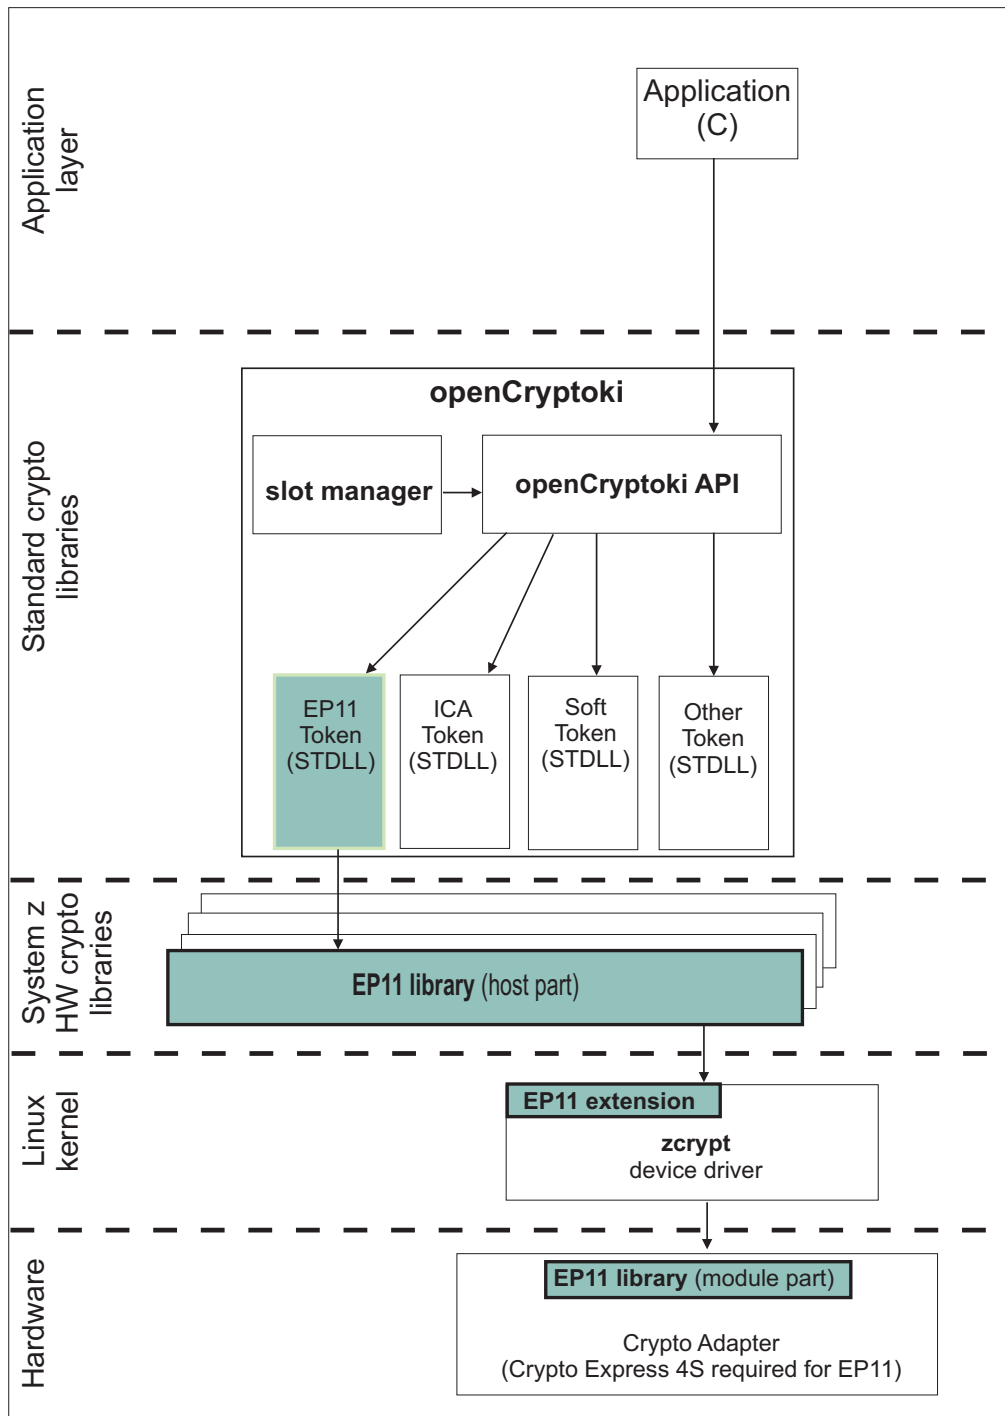 Application
layer
Application
(C)
Standard crypto
libraries
openCryptoki
slot manager
openCryptoki API
EP11
Token
(STDLL)
ICA
Token
(STDLL)
Soft
Token
(STDLL)
Other
Token
(STDLL)
System z
HW crypto
libraries
EP11 library (host part)
Linux
kernel
EP11 extension
zcrypt
device driver
Hardware
EP11 library (module part)
Crypto Adapter
(Crypto Express 4S required for EP11)